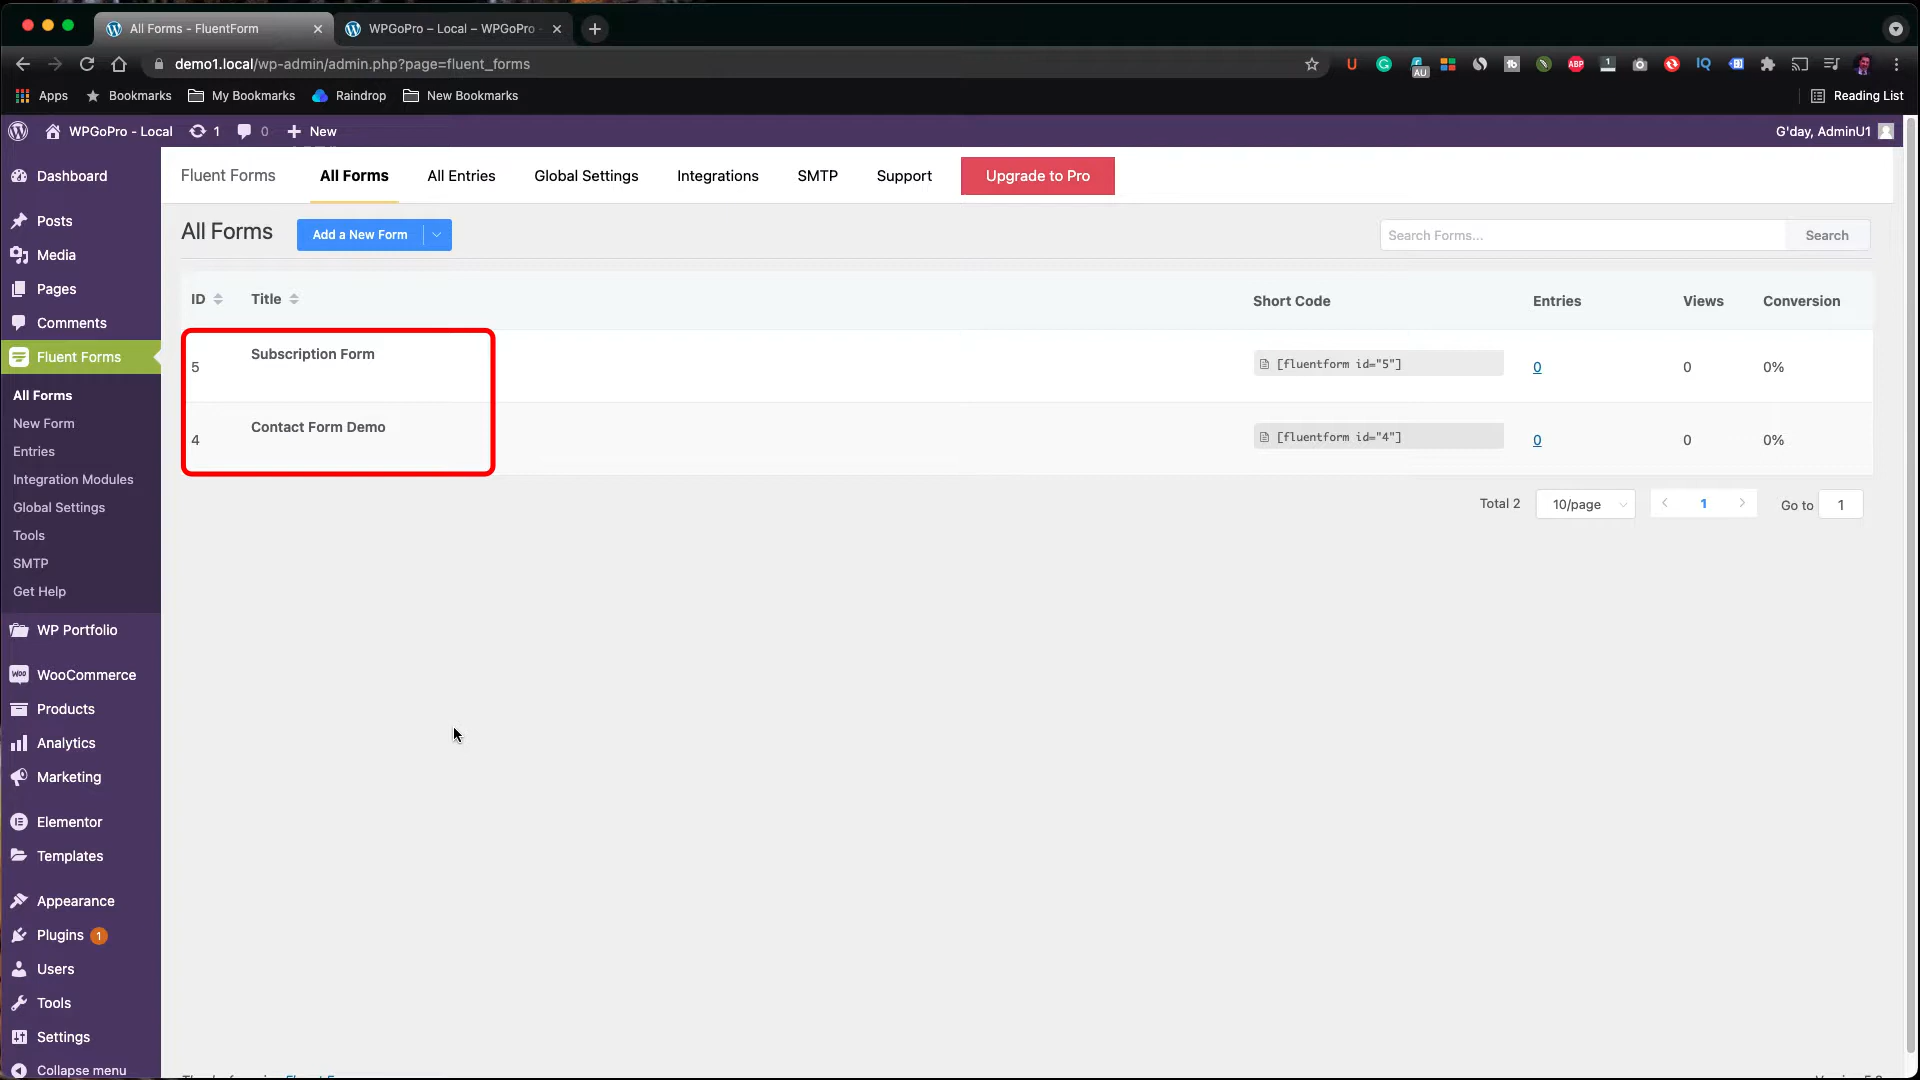 All Forms - FluentForm
WPGoPro – Local – WPGoPro
demo1.local/wp-admin/admin.php?page=fluent_forms
Apps
Bookmarks
My Bookmarks
Raindrop
New Bookmarks
Reading List
WPGoPro - Local
1
0
New
G'day, AdminU1
Dashboard
Posts
Media
Pages
Comments
Fluent Forms
All Forms
New Form
Entries
Integration Modules
Global Settings
Tools
SMTP
Get Help
WP Portfolio
WooCommerce
Products
Analytics
Marketing
Elementor
Templates
Appearance
Plugins 1
Users
Tools
Settings
Collapse menu
Fluent Forms
All Forms
All Entries
Global Settings
Integrations
SMTP
Support
Upgrade to Pro
All Forms
Add a New Form
Search Forms...
Search
ID Title Short Code Entries Views Conversion
5 Subscription Form [fluentform id="5"] 0 0 0%
4 Contact Form Demo [fluentform id="4"] 0 0 0%
Total 2
10/page
1
Go to 1